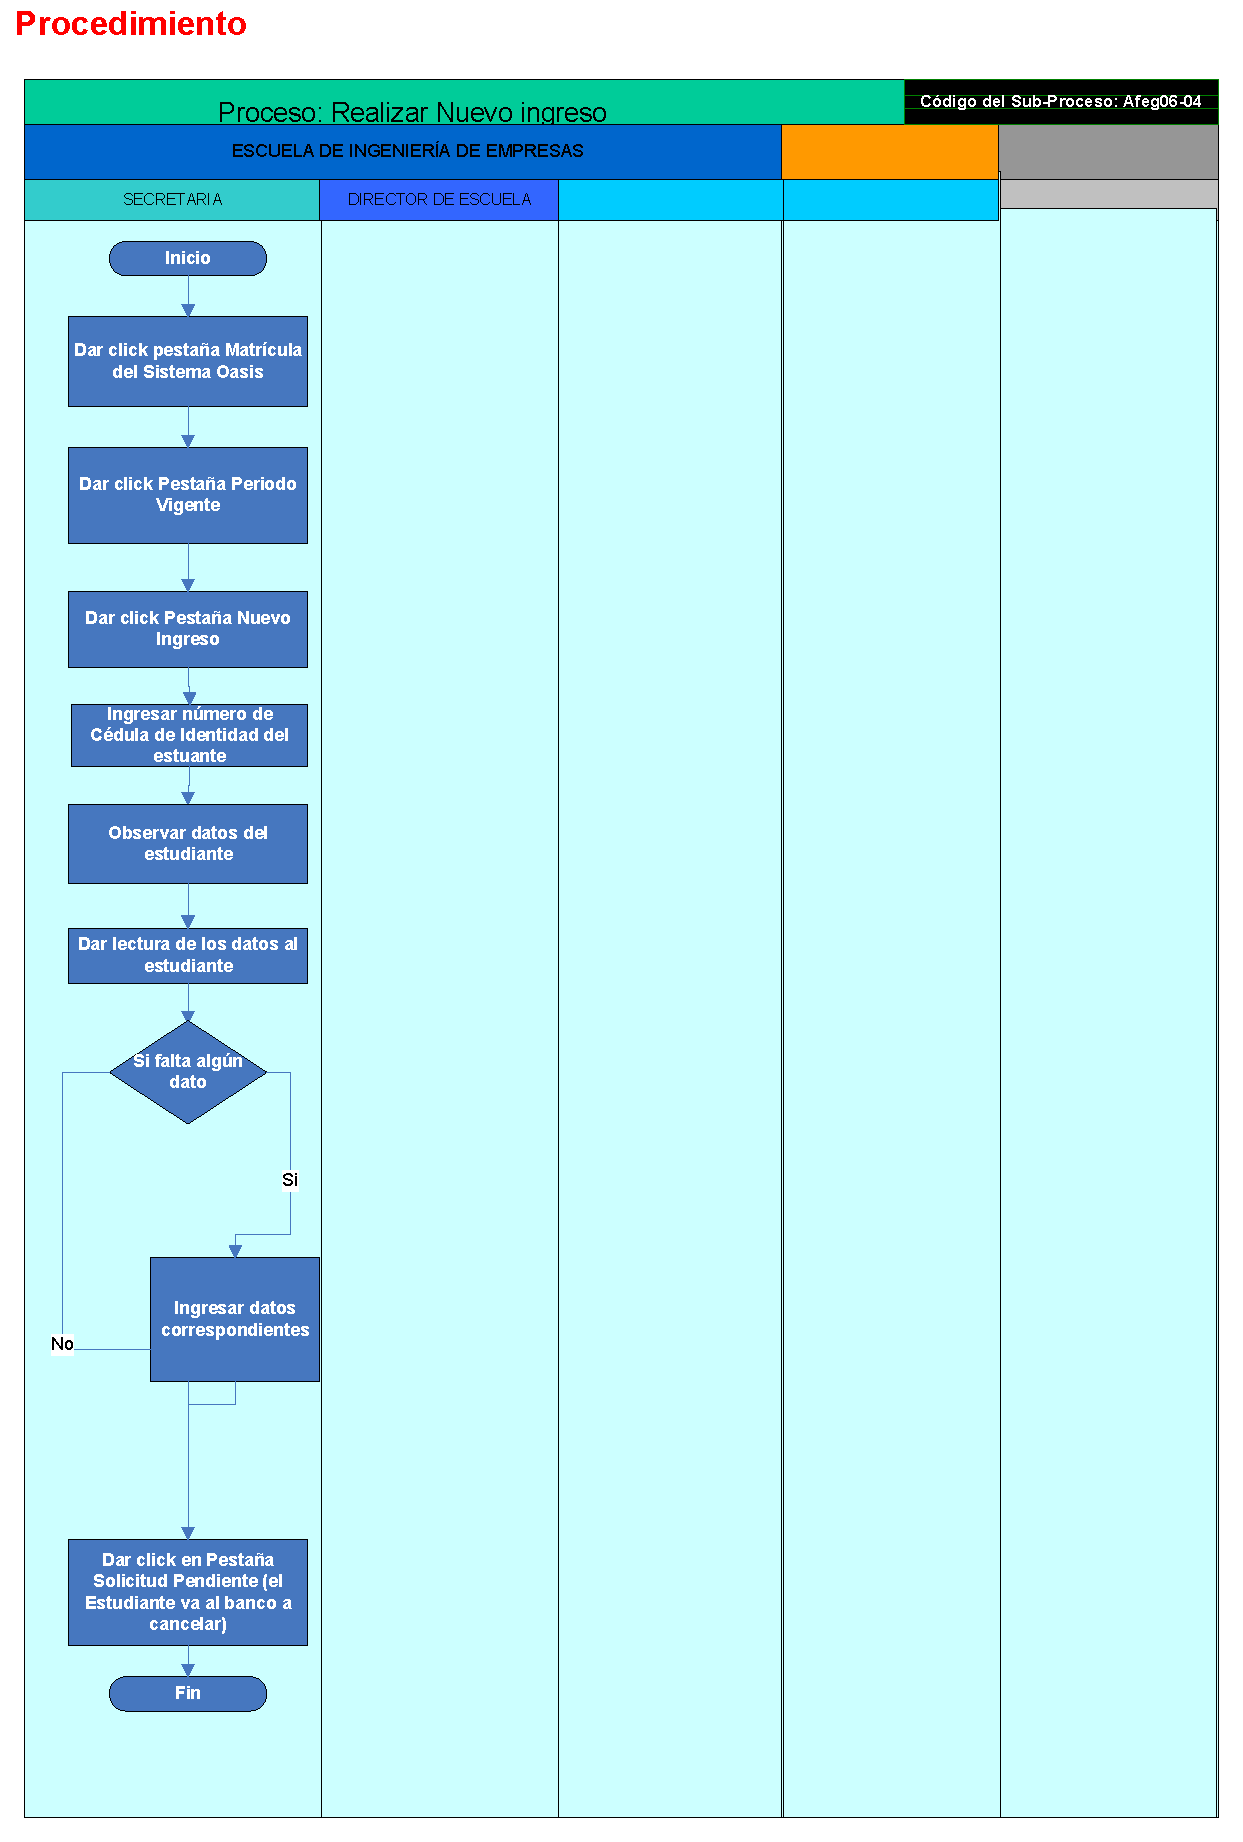 Procedimiento
Proceso: Realizar Nuevo ingreso
Código del Sub-Proceso: Afeg06-04
ESCUELA DE INGENIERÍA DE EMPRESAS
SECRETARIA
DIRECTOR DE ESCUELA
Inicio
Dar click pestaña Matrícula
del Sistema Oasis
Dar click Pestaña Periodo
Vigente
Dar click Pestaña Nuevo
Ingreso
Ingresar número de
Cédula de Identidad del
estuante
Observar datos del
estudiante
Dar lectura de los datos al
estudiante
Si falta algún
dato
Si
Ingresar datos
correspondientes
No
Dar click en Pestaña
Solicitud Pendiente (el
Estudiante va al banco a
cancelar)
Fin